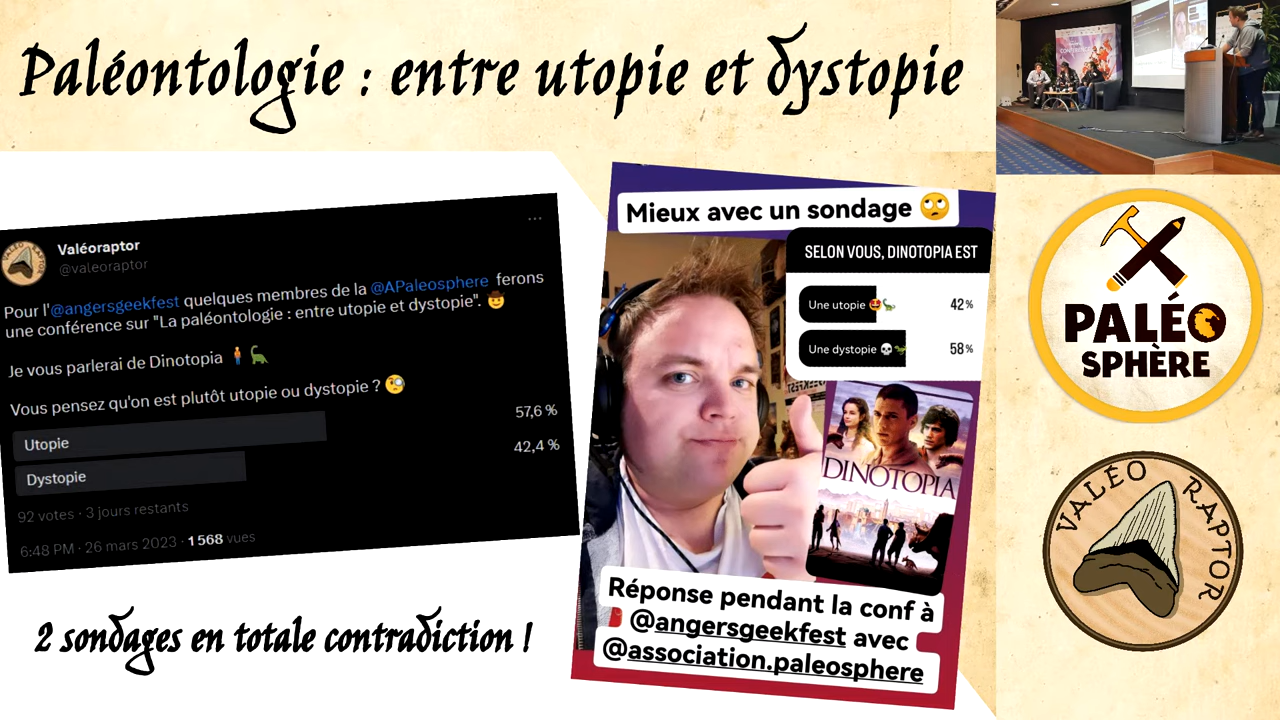 Paléontologie : entre utopie et dystopie
Valéoraptor
@valeoraptor
Pour l'@angersgeekfest quelques membres de la @APaleosphere ferons
une conférence sur "La paléontologie : entre utopie et dystopie". 🤠
Je vous parlerai de Dinotopia 🧍🦕
Vous pensez qu'on est plutôt utopie ou dystopie ? 🧐
Utopie 57,6 %
Dystopie 42,4 %
92 votes · 3 jours restants
6:48 PM · 26 mars 2023 · 1 568 vues
2 sondages en totale contradiction !
Mieux avec un sondage 🙄
SELON VOUS, DINOTOPIA EST
Une utopie 🤩🦕 42%
Une dystopie 💀🦖 58%
DINOTOPIA
Réponse pendant la conf à
@angersgeekfest avec
@association.paleosphere
PALÉO
SPHÈRE
VALÉO RAPTOR